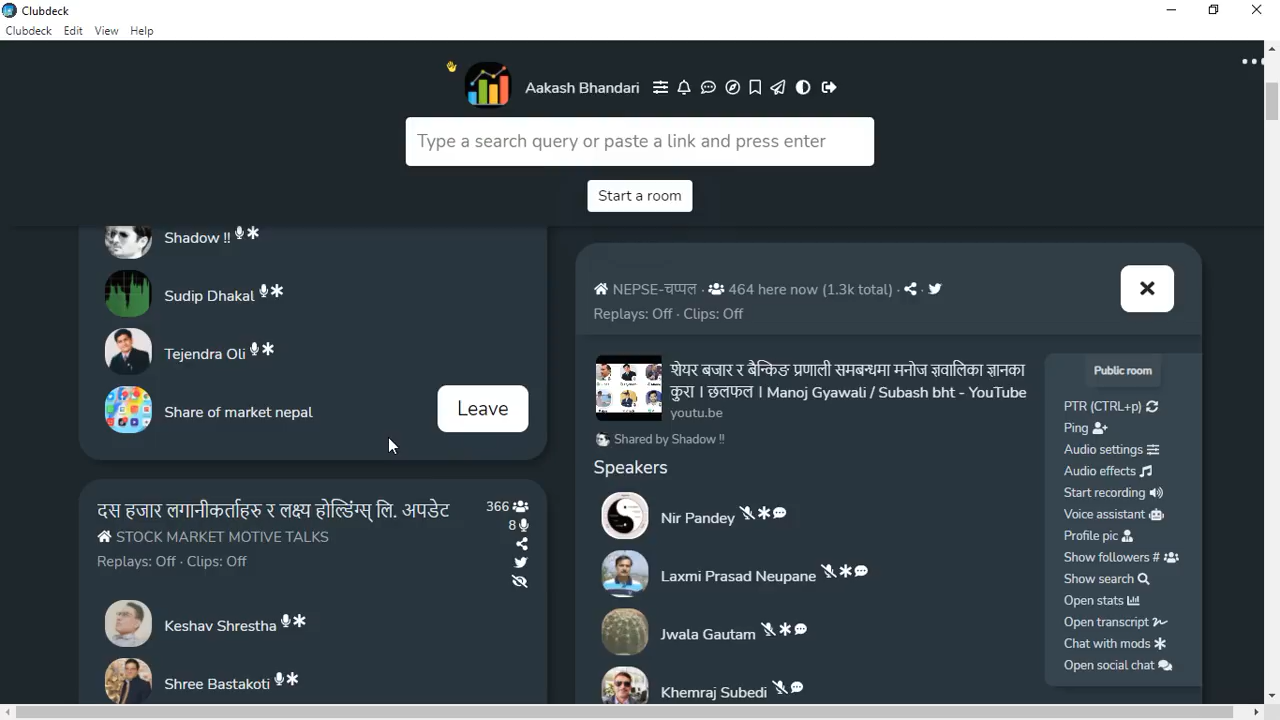 Clubdeck
Clubdeck Edit View Help
Aakash Bhandari
Type a search query or paste a link and press enter
Start a room
Shadow !!
Sudip Dhakal
Tejendra Oli
Share of market nepal
Leave
दस हजार लगानीकर्ताहरु र लक्ष्य होल्डिंग्स् लि. अपडेट
366
8
STOCK MARKET MOTIVE TALKS
Replays: Off · Clips: Off
Keshav Shrestha
Shree Bastakoti
NEPSE-चप्पल · 464 here now (1.3k total) · ·
Replays: Off · Clips: Off
शेयर बजार र बैन्किङ प्रणाली समबन्धमा मनोज ज्ञवालिका ज्ञानका
कुरा । छलफल । Manoj Gyawali / Subash bht - YouTube
youtu.be
Shared by Shadow !!
Speakers
Nir Pandey
Laxmi Prasad Neupane
Jwala Gautam
Khemraj Subedi
Public room
PTR (CTRL+p)
Ping
Audio settings
Audio effects
Start recording
Voice assistant
Profile pic
Show followers #
Show search
Open stats
Open transcript
Chat with mods
Open social chat